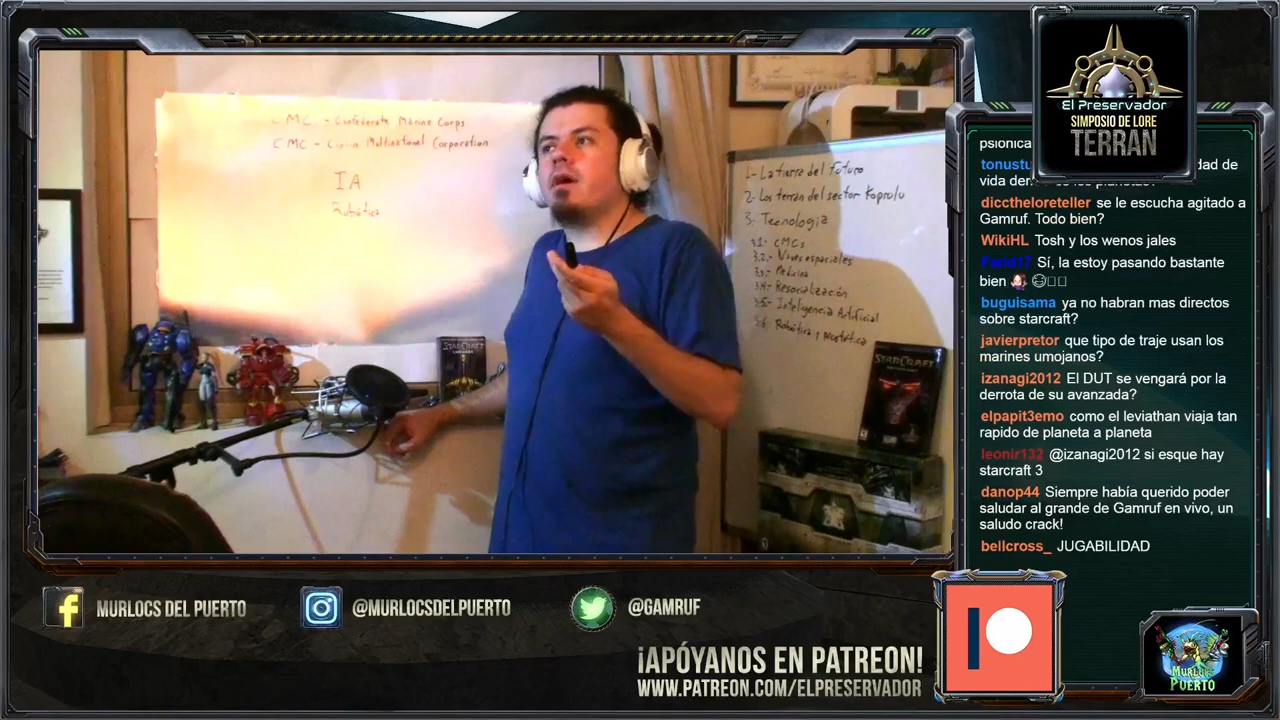 CMC - Confederate Marine Corps
CMC - Multinational Corporation
IA
Robótica
1- La tierra del futuro
2- Los terran del sector Koprulu
3- Tecnología
3.1- CMCs
3.2- Naves espaciales
3.3- Medicina
3.4- Resocialización
3.5- Inteligencia Artificial
3.6- Robótica y
STARCRAFT
STARCRAFT
El Preservador
SIMPOSIO DE LORE
TERRAN
psionica
tonustu dad de
dicctheloreteller se le escucha agitado a
Gamruf. Todo bien?
WikiHL Tosh y los wenos jales
Farid17 Sí, la estoy pasando bastante
bien
buguisama ya no habran mas directos
sobre starcraft?
javierpretor que tipo de traje usan los
marines umojanos?
izanagi2012 El DUT se vengará por la
derrota de su avanzada?
elpapit3emo como el leviathan viaja tan
rapido de planeta a planeta
leonir132 @izanagi2012 si esque hay
starcraft 3
danop44 Siempre había querido poder
saludar al grande de Gamruf en vivo, un
saludo crack!
bellcross_ JUGABILIDAD
MURLOCS DEL PUERTO
@MURLOCSDELPUERTO
@GAMRUF
¡APÓYANOS EN PATREON!
WWW.PATREON.COM/ELPRESERVADOR
MURLOCS
PUERTO